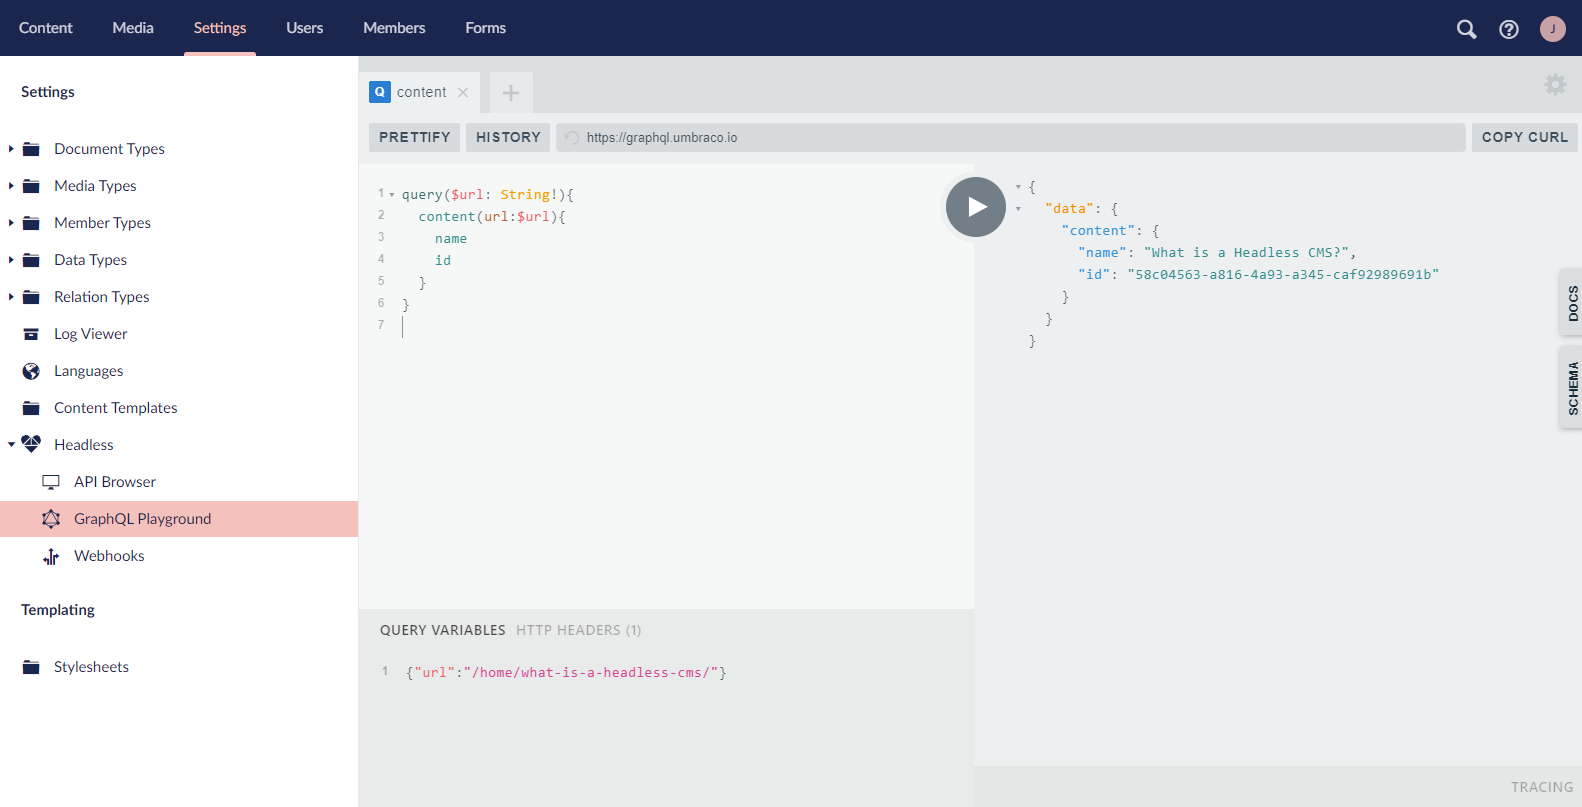 Content Media Settings Users Members Forms J
Settings
Document Types
Media Types
Member Types
Data Types
Relation Types
Log Viewer
Languages
Content Templates
Headless
API Browser
GraphQL Playground
Webhooks
Templating
Stylesheets
Q content
PRETTIFY HISTORY https://graphql.umbraco.io COPY CURL
1 query($url: String!){
2 content(url:$url){
3 name
4 id
5 }
6 }
7
QUERY VARIABLES HTTP HEADERS (1)
1 {"url":"/home/what-is-a-headless-cms/"}
{
"data": {
"content": {
"name": "What is a Headless CMS?",
"id": "58c04563-a816-4a93-a345-caf92989691b"
}
}
}
DOCS
SCHEMA
TRACING